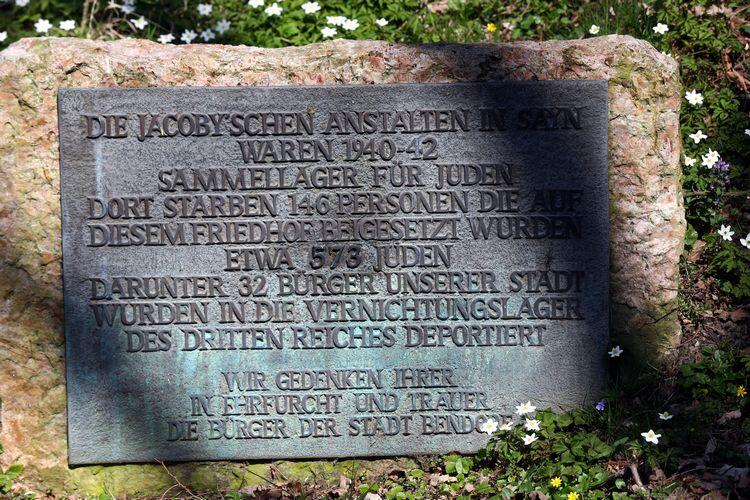 DIE JACOBY'SCHEN ANSTALTEN IN SAYN
WAREN 1940-42
SAMMELLAGER FÜR JUDEN
DORT STARBEN 146 PERSONEN DIE AUF
DIESEM FRIEDHOF BEIGESETZT WURDEN
ETWA 573 JUDEN
DARUNTER 32 BÜRGER UNSERER STADT
WURDEN IN DIE VERNICHTUNGSLAGER
DES DRITTEN REICHES DEPORTIERT
WIR GEDENKEN IHRER
IN EHRFURCHT UND TRAUER
DIE BÜRGER DER STADT BENDORF